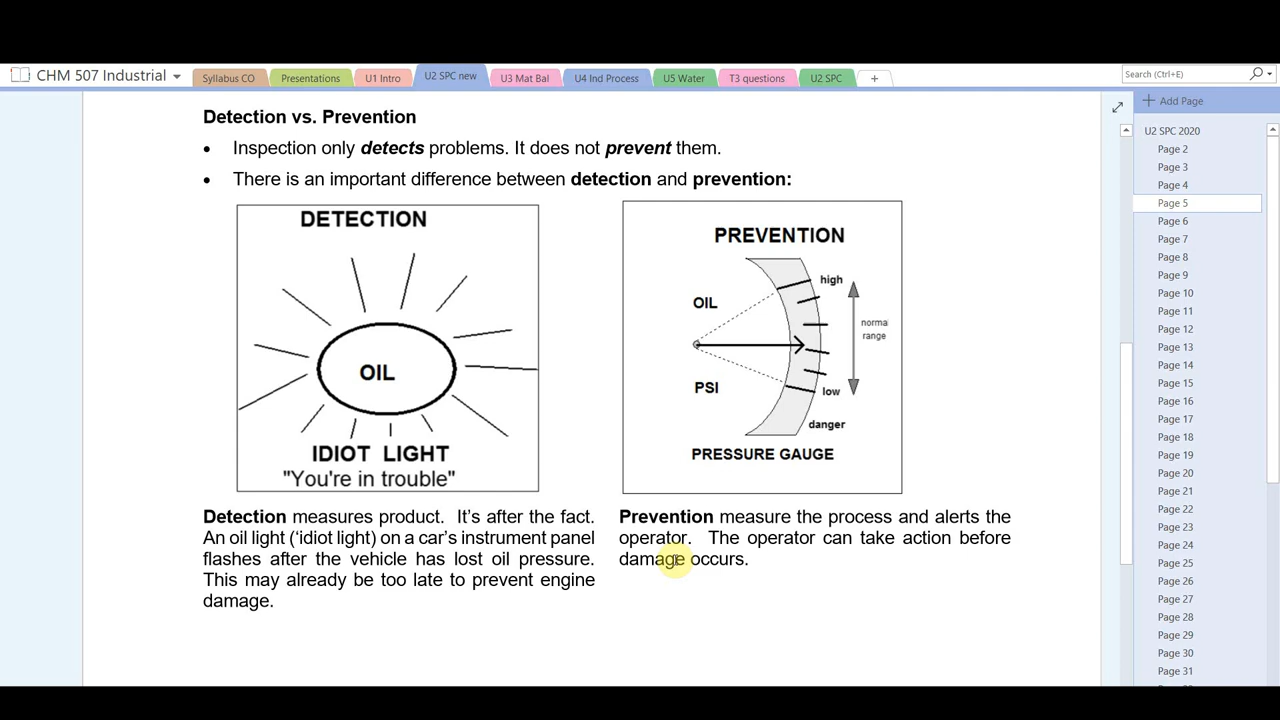 CHM 507 Industrial
Syllabus CO
Presentations
U1 Intro
U2 SPC new
U3 Mat Bal
U4 Ind Process
U5 Water
T3 questions
U2 SPC
+
Search (Ctrl+E)
Add Page
Detection vs. Prevention
• Inspection only detects problems. It does not prevent them.
• There is an important difference between detection and prevention:
DETECTION
OIL
IDIOT LIGHT
"You're in trouble"
PREVENTION
high
OIL
norma
range
PSI
low
danger
PRESSURE GAUGE
Detection measures product. It's after the fact.
An oil light ('idiot light) on a car's instrument panel
flashes after the vehicle has lost oil pressure.
This may already be too late to prevent engine
damage.
Prevention measure the process and alerts the
operator. The operator can take action before
damage occurs.
U2 SPC 2020
Page 2
Page 3
Page 4
Page 5
Page 6
Page 7
Page 8
Page 9
Page 10
Page 11
Page 12
Page 13
Page 14
Page 15
Page 16
Page 17
Page 18
Page 19
Page 20
Page 21
Page 22
Page 23
Page 24
Page 25
Page 26
Page 27
Page 28
Page 29
Page 30
Page 31